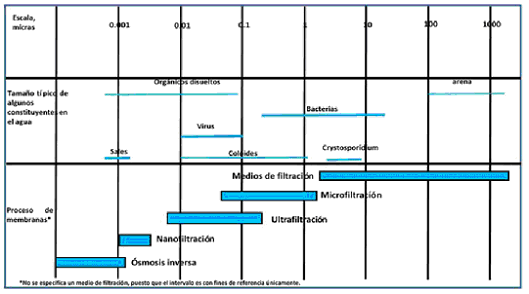 Escala,
micras
0.001
0.01
0.1
1
10
100
1000
Tamaño típico de
algunos
constituyentes en
el agua
Orgánicos disueltos
arena
Bacterias
Virus
Sales
Coloides
Crystosporidium
Medios de filtración
Microfiltración
Proceso de
membranas*
Ultrafiltración
Nanofiltración
Ósmosis inversa
*No se especifica un medio de filtración, puesto que el intervalo es con fines de referencia únicamente.